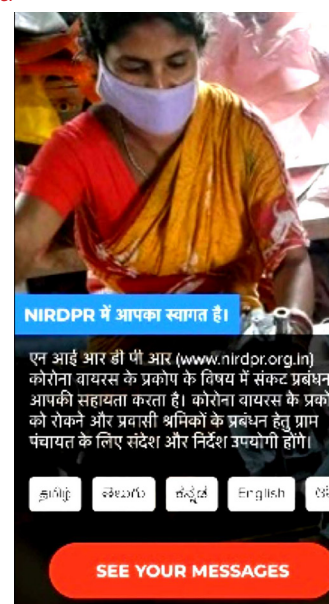 NIRDPR में आपका स्वागत है।
एन आई आर डी पी आर (www.nirdpr.org.in)
कोरोना वायरस के प्रकोप के विषय में संकट प्रबंधन
आपकी सहायता करता है। कोरोना वायरस के
को रोकने और प्रवासी श्रमिकों के प्रबंधन हेतु ग्राम
पंचायत के लिए संदेश और निर्देश उपयोगी होंगे।
தமிழ் తెలుగు ಕನ್ನಡ English
SEE YOUR MESSAGES